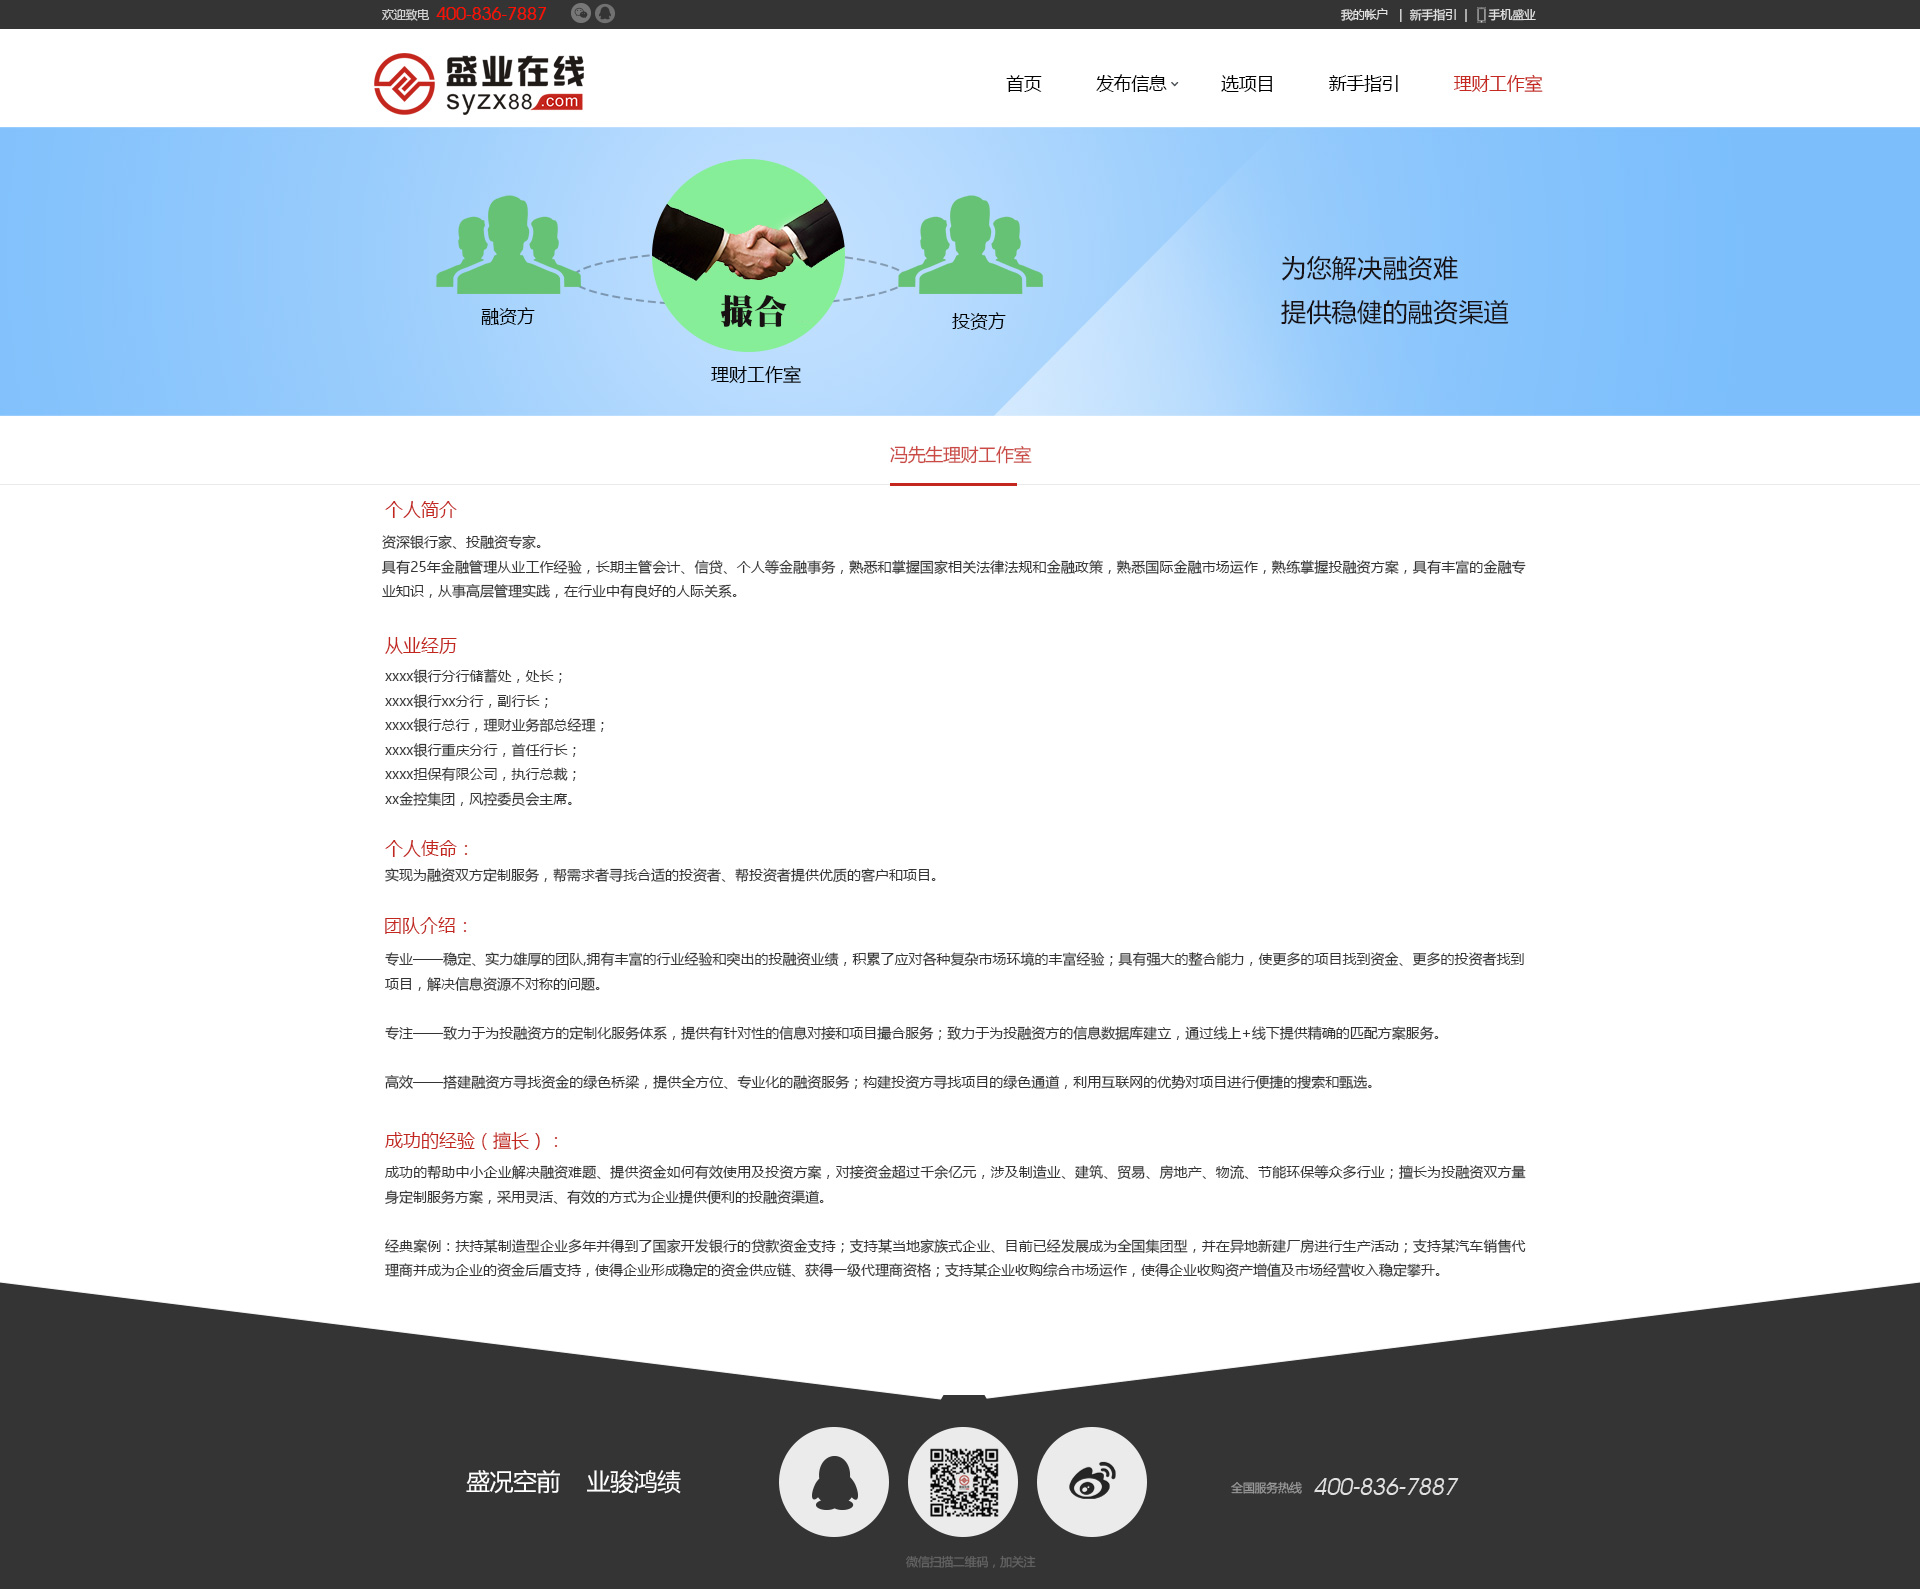 欢迎致电 400-836-7887
我的帐户 | 新手指引 | 手机盛业
盛业在线
syzx88.com
首页 发布信息 选项目 新手指引 理财工作室
融资方
撮合
投资方
理财工作室
为您解决融资难
提供稳健的融资渠道
冯先生理财工作室
个人简介
资深银行家、投融资专家。
具有25年金融管理从业工作经验，长期主管会计、信贷、个人等金融事务，熟悉和掌握国家相关法律法规和金融政策，熟悉国际金融市场运作，熟练掌握投融资方案，具有丰富的金融专
业知识，从事高层管理实践，在行业中有良好的人际关系。
从业经历
xxxx银行分行储蓄处，处长；
xxxx银行xx分行，副行长；
xxxx银行总行，理财业务部总经理；
xxxx银行重庆分行，首任行长；
xxxx担保有限公司，执行总裁；
xx金控集团，风控委员会主席。
个人使命：
实现为融资双方定制服务，帮需求者寻找合适的投资者、帮投资者提供优质的客户和项目。
团队介绍：
专业——稳定、实力雄厚的团队,拥有丰富的行业经验和突出的投融资业绩，积累了应对各种复杂市场环境的丰富经验；具有强大的整合能力，使更多的项目找到资金、更多的投资者找到
项目，解决信息资源不对称的问题。
专注——致力于为投融资方的定制化服务体系，提供有针对性的信息对接和项目撮合服务；致力于为投融资方的信息数据库建立，通过线上+线下提供精确的匹配方案服务。
高效——搭建融资方寻找资金的绿色桥梁，提供全方位、专业化的融资服务；构建投资方寻找项目的绿色通道，利用互联网的优势对项目进行便捷的搜索和甄选。
成功的经验（擅长）：
成功的帮助中小企业解决融资难题、提供资金如何有效使用及投资方案，对接资金超过千余亿元，涉及制造业、建筑、贸易、房地产、物流、节能环保等众多行业；擅长为投融资双方量
身定制服务方案，采用灵活、有效的方式为企业提供便利的投融资渠道。
经典案例：扶持某制造型企业多年并得到了国家开发银行的贷款资金支持；支持某当地家族式企业、目前已经发展成为全国集团型，并在异地新建厂房进行生产活动；支持某汽车销售代
理商并成为企业的资金后盾支持，使得企业形成稳定的资金供应链、获得一级代理商资格；支持某企业收购综合市场运作，使得企业收购资产增值及市场经营收入稳定攀升。
盛况空前 业骏鸿绩
全国服务热线 400-836-7887
微信扫描二维码，加关注